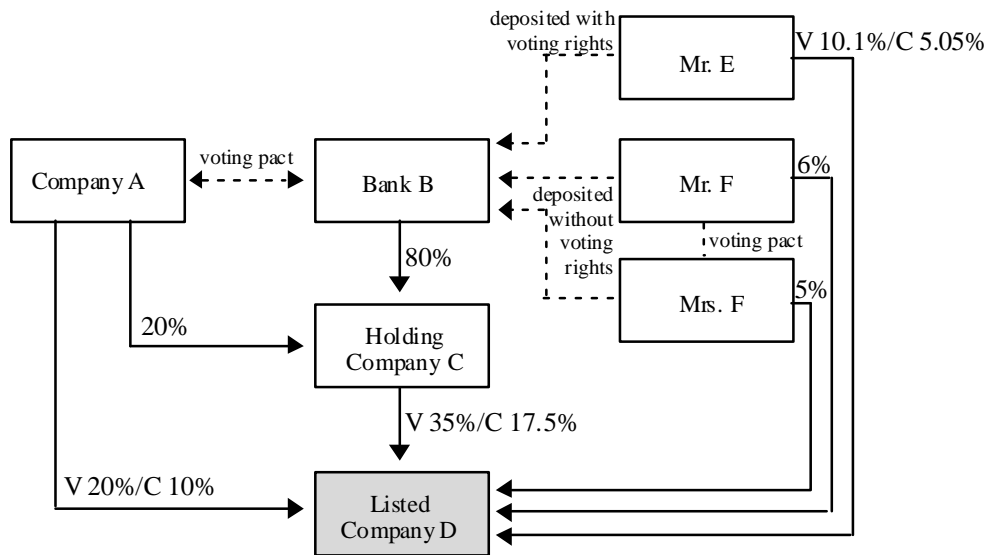 deposited with
voting rights
V 10.1%/C 5.05%
Mr. E
Company A
voting pact
Bank B
Mr. F
6%
deposited
without
voting
rights
voting pact
80%
Mrs. F
5%
20%
Holding
Company C
V 35%/C 17.5%
V 20%/C 10%
Listed
Company D